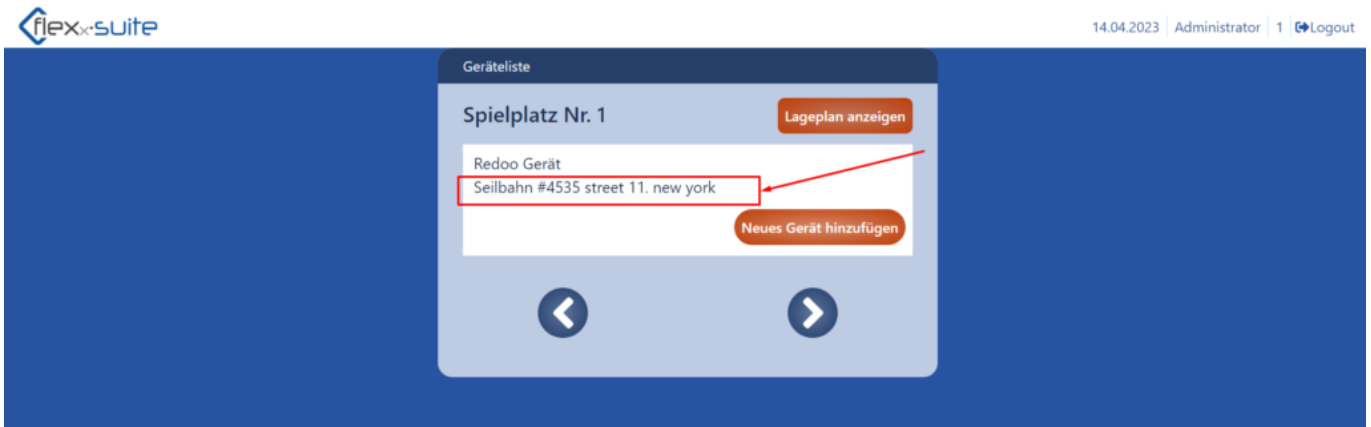 flexx·suite
14.04.2023 Administrator 1 Logout
Geräteliste
Spielplatz Nr. 1
Lageplan anzeigen
Redoo Gerät
Seilbahn #4535 street 11. new york
Neues Gerät hinzufügen